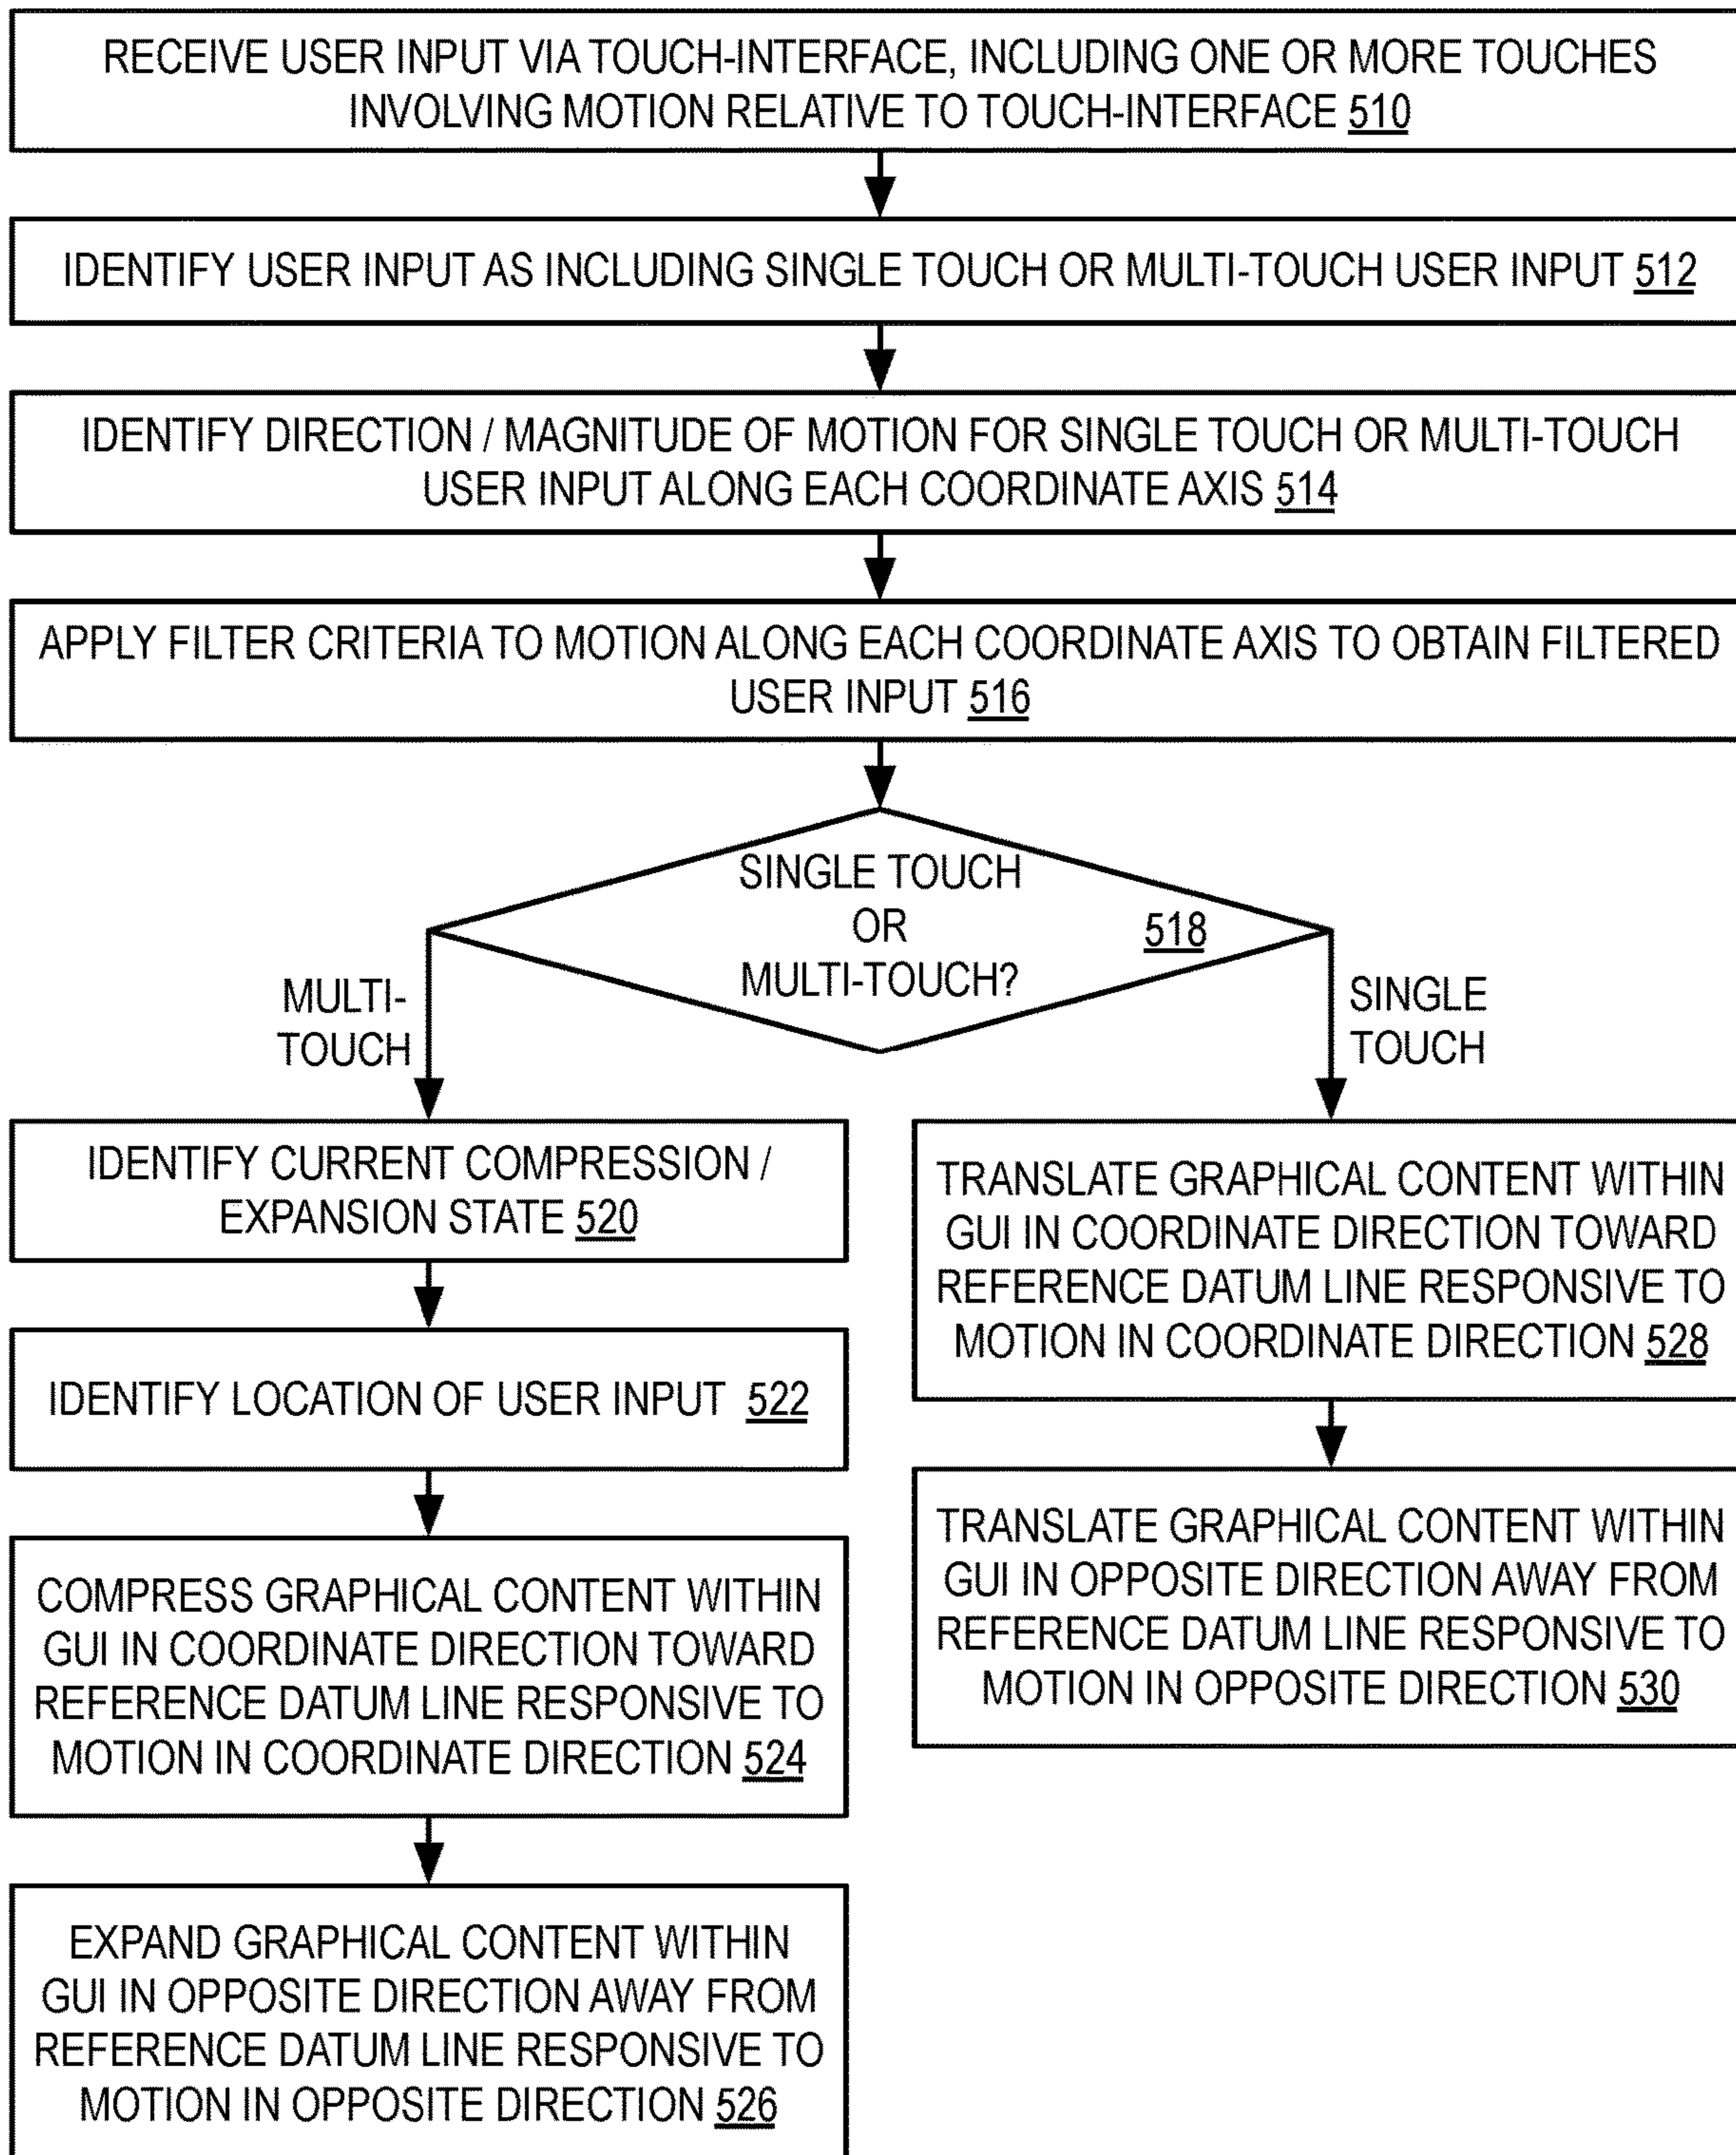 RECEIVE USER INPUT VIA TOUCH-INTERFACE, INCLUDING ONE OR MORE TOUCHES
INVOLVING MOTION RELATIVE TO TOUCH-INTERFACE 510
IDENTIFY USER INPUT AS INCLUDING SINGLE TOUCH OR MULTI-TOUCH USER INPUT 512
IDENTIFY DIRECTION / MAGNITUDE OF MOTION FOR SINGLE TOUCH OR MULTI-TOUCH
USER INPUT ALONG EACH COORDINATE AXIS 514
APPLY FILTER CRITERIA TO MOTION ALONG EACH COORDINATE AXIS TO OBTAIN FILTERED
USER INPUT 516
SINGLE TOUCH
OR
MULTI-TOUCH?
518
MULTI-
TOUCH
SINGLE
TOUCH
IDENTIFY CURRENT COMPRESSION /
EXPANSION STATE 520
IDENTIFY LOCATION OF USER INPUT 522
COMPRESS GRAPHICAL CONTENT WITHIN
GUI IN COORDINATE DIRECTION TOWARD
REFERENCE DATUM LINE RESPONSIVE TO
MOTION IN COORDINATE DIRECTION 524
EXPAND GRAPHICAL CONTENT WITHIN
GUI IN OPPOSITE DIRECTION AWAY FROM
REFERENCE DATUM LINE RESPONSIVE TO
MOTION IN OPPOSITE DIRECTION 526
TRANSLATE GRAPHICAL CONTENT WITHIN
GUI IN COORDINATE DIRECTION TOWARD
REFERENCE DATUM LINE RESPONSIVE TO
MOTION IN COORDINATE DIRECTION 528
TRANSLATE GRAPHICAL CONTENT WITHIN
GUI IN OPPOSITE DIRECTION AWAY FROM
REFERENCE DATUM LINE RESPONSIVE TO
MOTION IN OPPOSITE DIRECTION 530